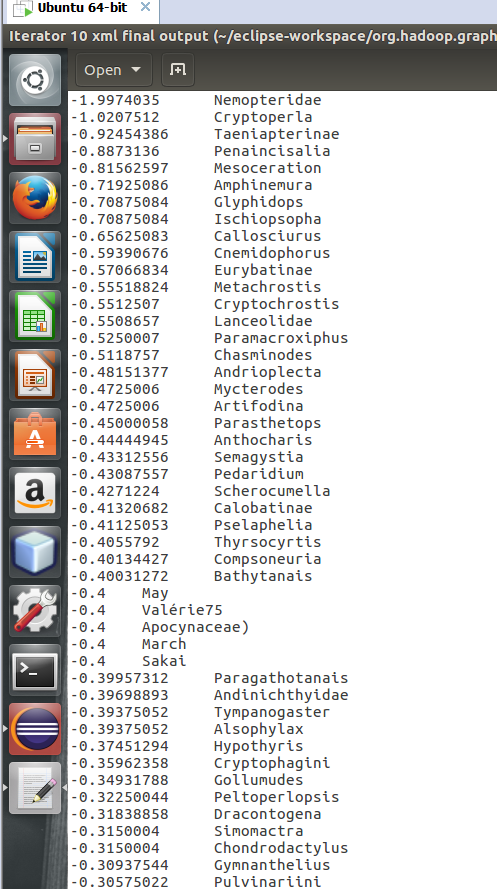 Ubuntu 64-bit
Iterator 10 xml final output (~/eclipse-workspace/org.hadoop.graph
Open
-1.9974035 Nemopteridae
-1.0207512 Cryptoperla
-0.92454386 Taeniapterinae
-0.8873136 Penaincisalia
-0.81562597 Mesoceration
-0.71925086 Amphinemura
-0.70875084 Glyphidops
-0.70875084 Ischiopsopha
-0.65625083 Callosciurus
-0.59390676 Cnemidophorus
-0.57066834 Eurybatinae
-0.55518824 Metachrostis
-0.5512507 Cryptochrostis
-0.5508657 Lanceolidae
-0.5250007 Paramacroxiphus
-0.5118757 Chasminodes
-0.48151377 Andrioplecta
-0.4725006 Mycterodes
-0.4725006 Artifodina
-0.45000058 Parasthetops
-0.44444945 Anthocharis
-0.43312556 Semagystia
-0.43087557 Pedaridium
-0.4271224 Scherocumella
-0.41320682 Calobatinae
-0.41125053 Pselaphelia
-0.4055792 Thyrsocyrtis
-0.40134427 Compsoneuria
-0.40031272 Bathytanais
-0.4 May
-0.4 Valérie75
-0.4 Apocynaceae)
-0.4 March
-0.4 Sakai
-0.39957312 Paragathotanais
-0.39698893 Andinichthyidae
-0.39375052 Tympanogaster
-0.39375052 Alsophylax
-0.37451294 Hypothyris
-0.35962358 Cryptophagini
-0.34931788 Gollumudes
-0.32250044 Peltoperlopsis
-0.31838858 Dracontogena
-0.3150004 Simomactra
-0.3150004 Chondrodactylus
-0.30937544 Gymnanthelius
-0.30575022 Pulvinariini